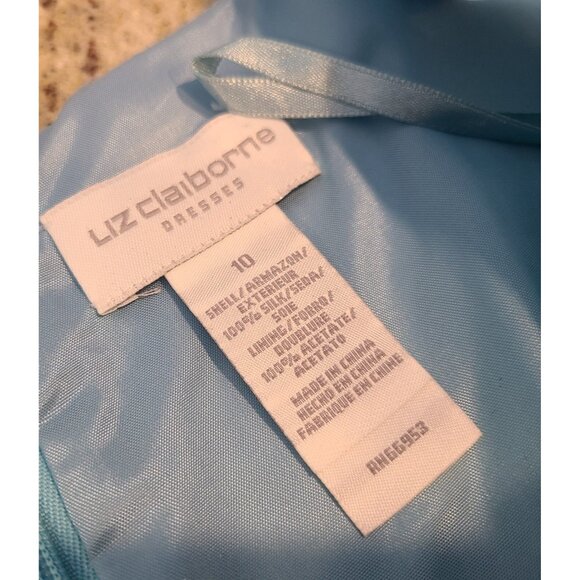 LIZ claiborne
DRESSES
10
SHELL/ARMAZON/
EXTERIEUR
100% SILK/SEDA/
SOIE
LINING/FORRO/
DOUBLURE
100% ACETATE/
ACETATO
MADE IN CHINA
HECHO EN CHINA
FABRIQUE EN CHINE
RN66953